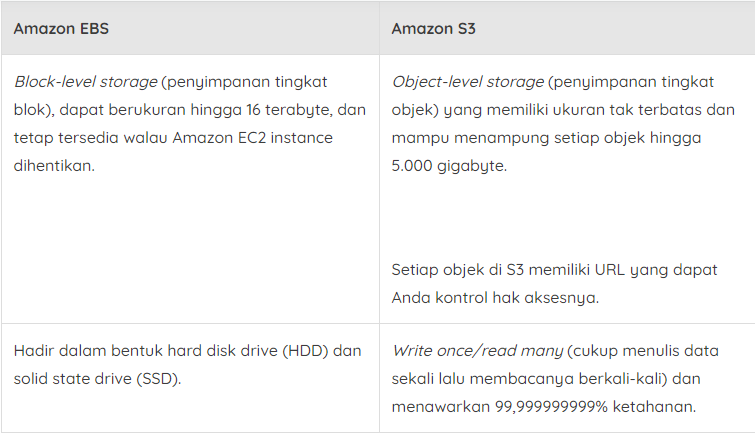 Amazon EBS
Amazon S3
Block-level storage (penyimpanan tingkat
blok), dapat berukuran hingga 16 terabyte, dan
tetap tersedia walau Amazon EC2 instance
dihentikan.
Object-level storage (penyimpanan tingkat
objek) yang memiliki ukuran tak terbatas dan
mampu menampung setiap objek hingga
5.000 gigabyte.
Setiap objek di S3 memiliki URL yang dapat
Anda kontrol hak aksesnya.
Hadir dalam bentuk hard disk drive (HDD) dan
solid state drive (SSD).
Write once/read many (cukup menulis data
sekali lalu membacanya berkali-kali) dan
menawarkan 99,999999999% ketahanan.